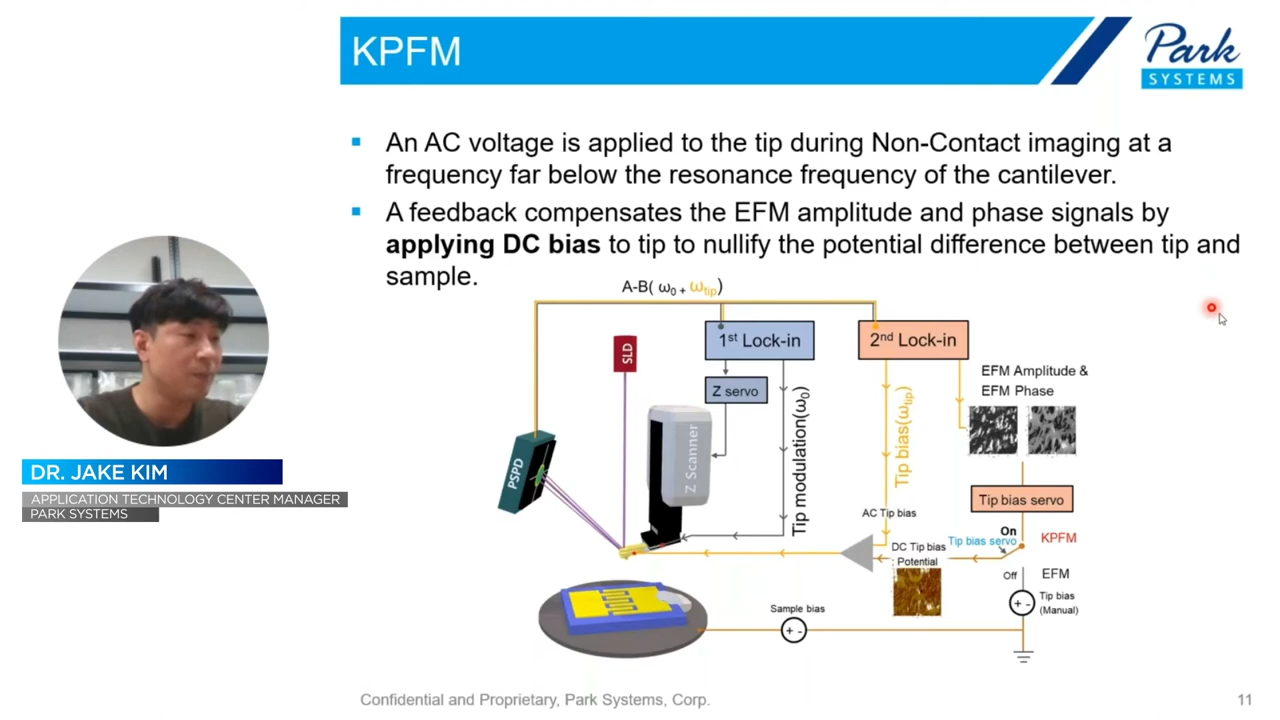 KPFM
Park
SYSTEMS
An AC voltage is applied to the tip during Non-Contact imaging at a
frequency far below the resonance frequency of the cantilever.
A feedback compensates the EFM amplitude and phase signals by
applying DC bias to tip to nullify the potential difference between tip and
sample.
A-B( ω0 + ωtip)
1st Lock-in
2nd Lock-in
SLD
Z servo
EFM Amplitude &
EFM Phase
Z Scanner
Tip modulation(ω0)
Tip bias(ωtip)
PSPD
Tip bias servo
AC Tip bias
On
Tip bias servo
KPFM
DC Tip bias
: Potential
Off
EFM
Tip bias
(Manual)
+ -
Sample bias
+ -
DR. JAKE KIM
APPLICATION TECHNOLOGY CENTER MANAGER
PARK SYSTEMS
Confidential and Proprietary, Park Systems, Corp.
11